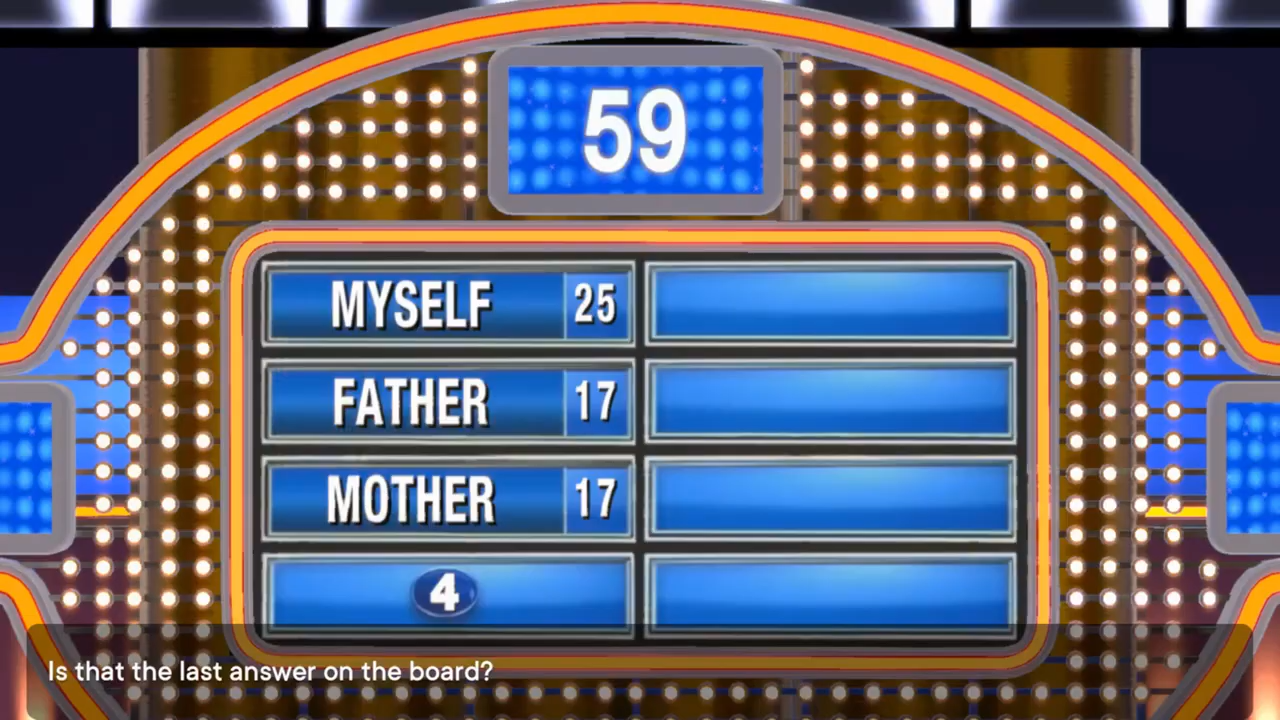 59
MYSELF 25
FATHER 17
MOTHER 17
4
Is that the last answer on the board?